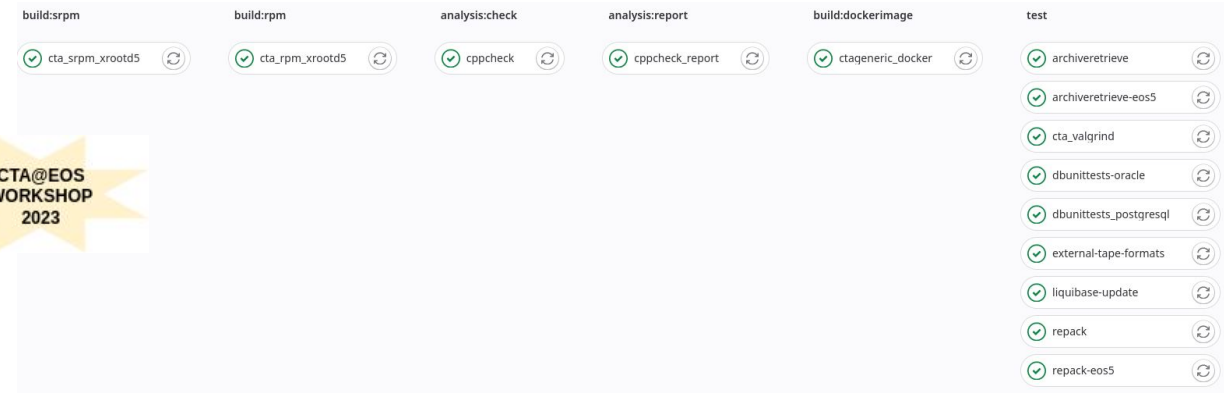 build:srpm
build:rpm
analysis:check
analysis:report
build:dockerimage
test
cta_srpm_xrootd5
cta_rpm_xrootd5
cppcheck
cppcheck_report
ctageneric_docker
archiveretrieve
archiveretrieve-eos5
cta_valgrind
dbunittests-oracle
dbunittests_postgresql
external-tape-formats
liquibase-update
repack
repack-eos5
CTA@EOS
WORKSHOP
2023